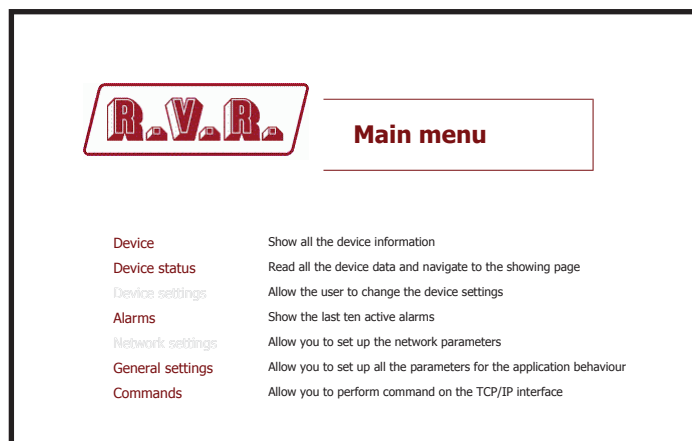 R.V.R.
Main menu
Device Show all the device information
Device status Read all the device data and navigate to the showing page
Device settings Allow the user to change the device settings
Alarms Show the last ten active alarms
Network settings Allow you to set up the network parameters
General settings Allow you to set up all the parameters for the application behaviour
Commands Allow you to perform command on the TCP/IP interface